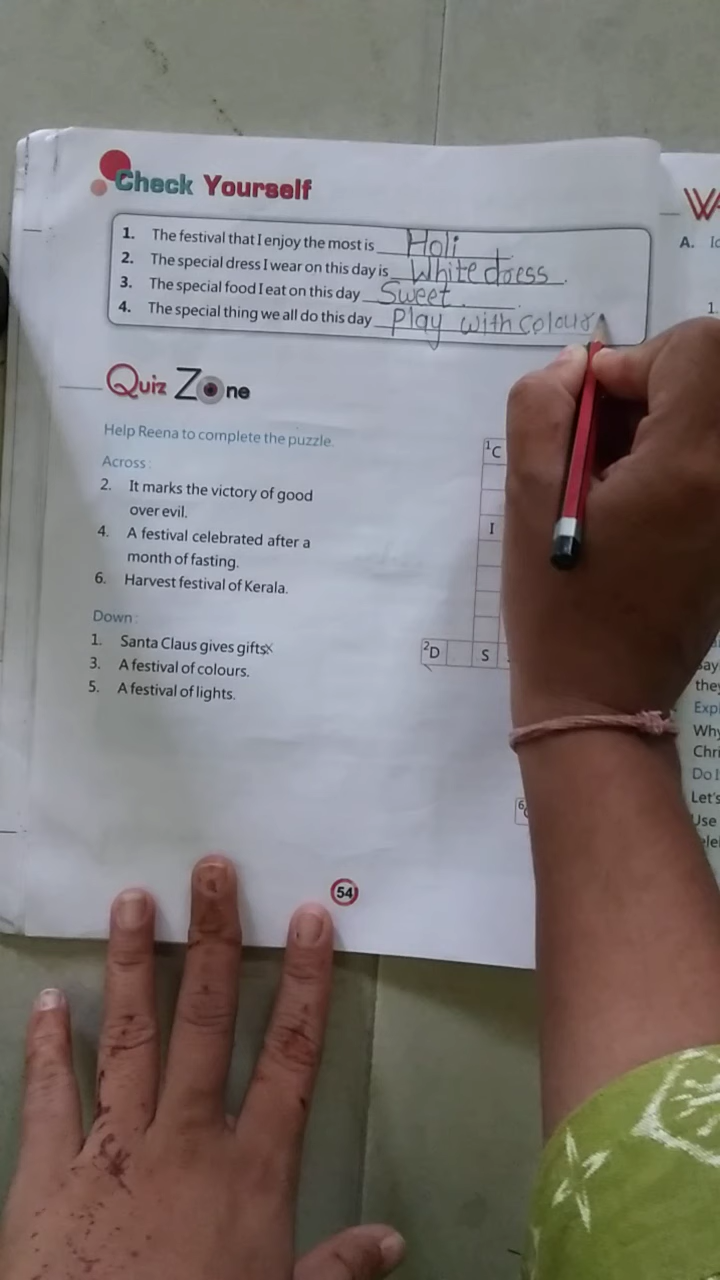 Check Yourself
1. The festival that I enjoy the most is Holi.
2. The special dress I wear on this day is White dress.
3. The special food I eat on this day Sweet.
4. The special thing we all do this day Play with colour
Quiz Zone
Help Reena to complete the puzzle.
Across:
2. It marks the victory of good
over evil.
4. A festival celebrated after a
month of fasting.
6. Harvest festival of Kerala.
Down:
1. Santa Claus gives gifts
3. A festival of colours.
5. A festival of lights.
1C
I
2D S
6
54
A.
1.
Why
Let's
Use